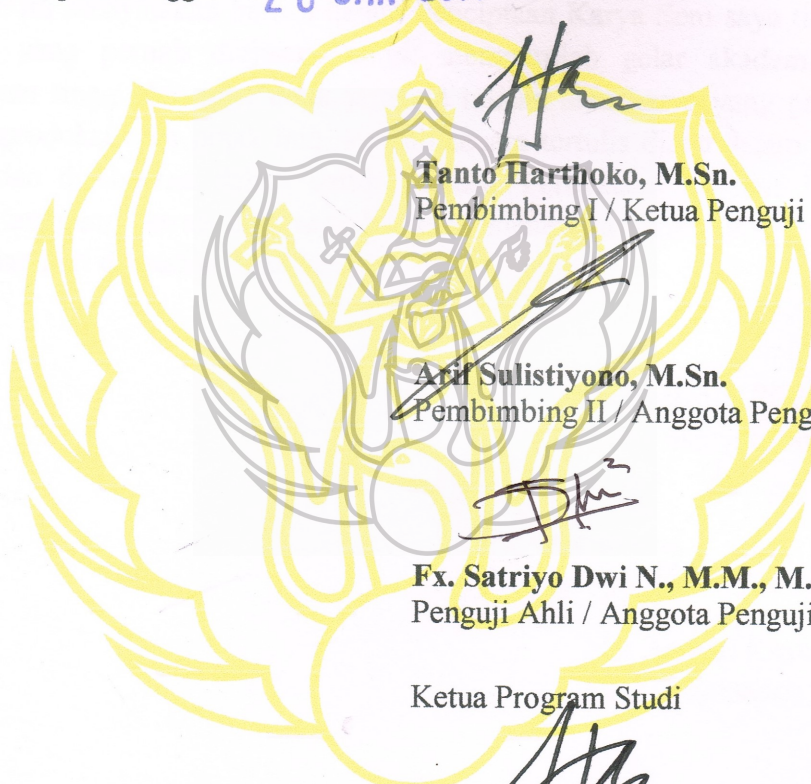 Tanto Harthoko, M.Sn.
Pembimbing I / Ketua Penguji
Arif Sulistiyono, M.Sn.
Pembimbing II / Anggota Peng
Fx. Satriyo Dwi N., M.M., M.
Penguji Ahli / Anggota Penguji
Ketua Program Studi